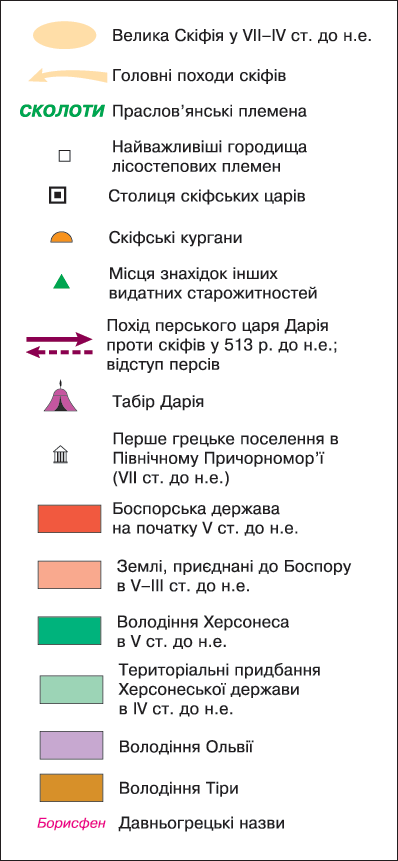 Велика Скіфія у VII–IV ст. до н.е.
Головні походи скіфів
СКОЛОТИ Праслов’янські племена
Найважливіші городища
лісостепових племен
Столиця скіфських царів
Скіфські кургани
Місця знахідок інших
видатних старожитностей
Похід перського царя Дарія
проти скіфів у 513 р. до н.е.;
відступ персів
Табір Дарія
Перше грецьке поселення в
Північному Причорномор’ї
(VII ст. до н.е.)
Боспорська держава
на початку V ст. до н.е.
Землі, приєднані до Боспору
в V–III ст. до н.е.
Володіння Херсонеса
в V ст. до н.е.
Територіальні придбання
Херсонеської держави
в IV ст. до н.е.
Володіння Ольвії
Володіння Тіри
Борисфен Давньогрецькі назви